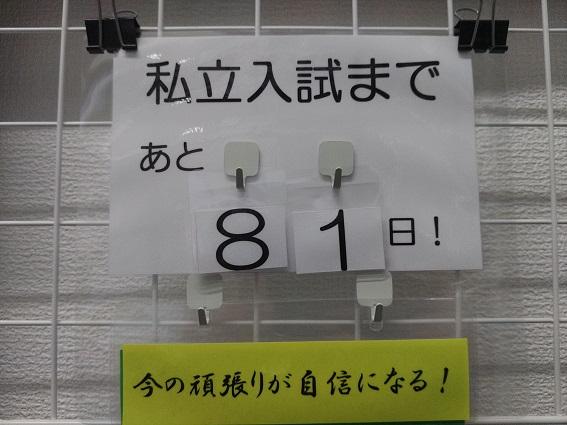 私立入試まで
あと
81日!
今の頑張りが自信になる!